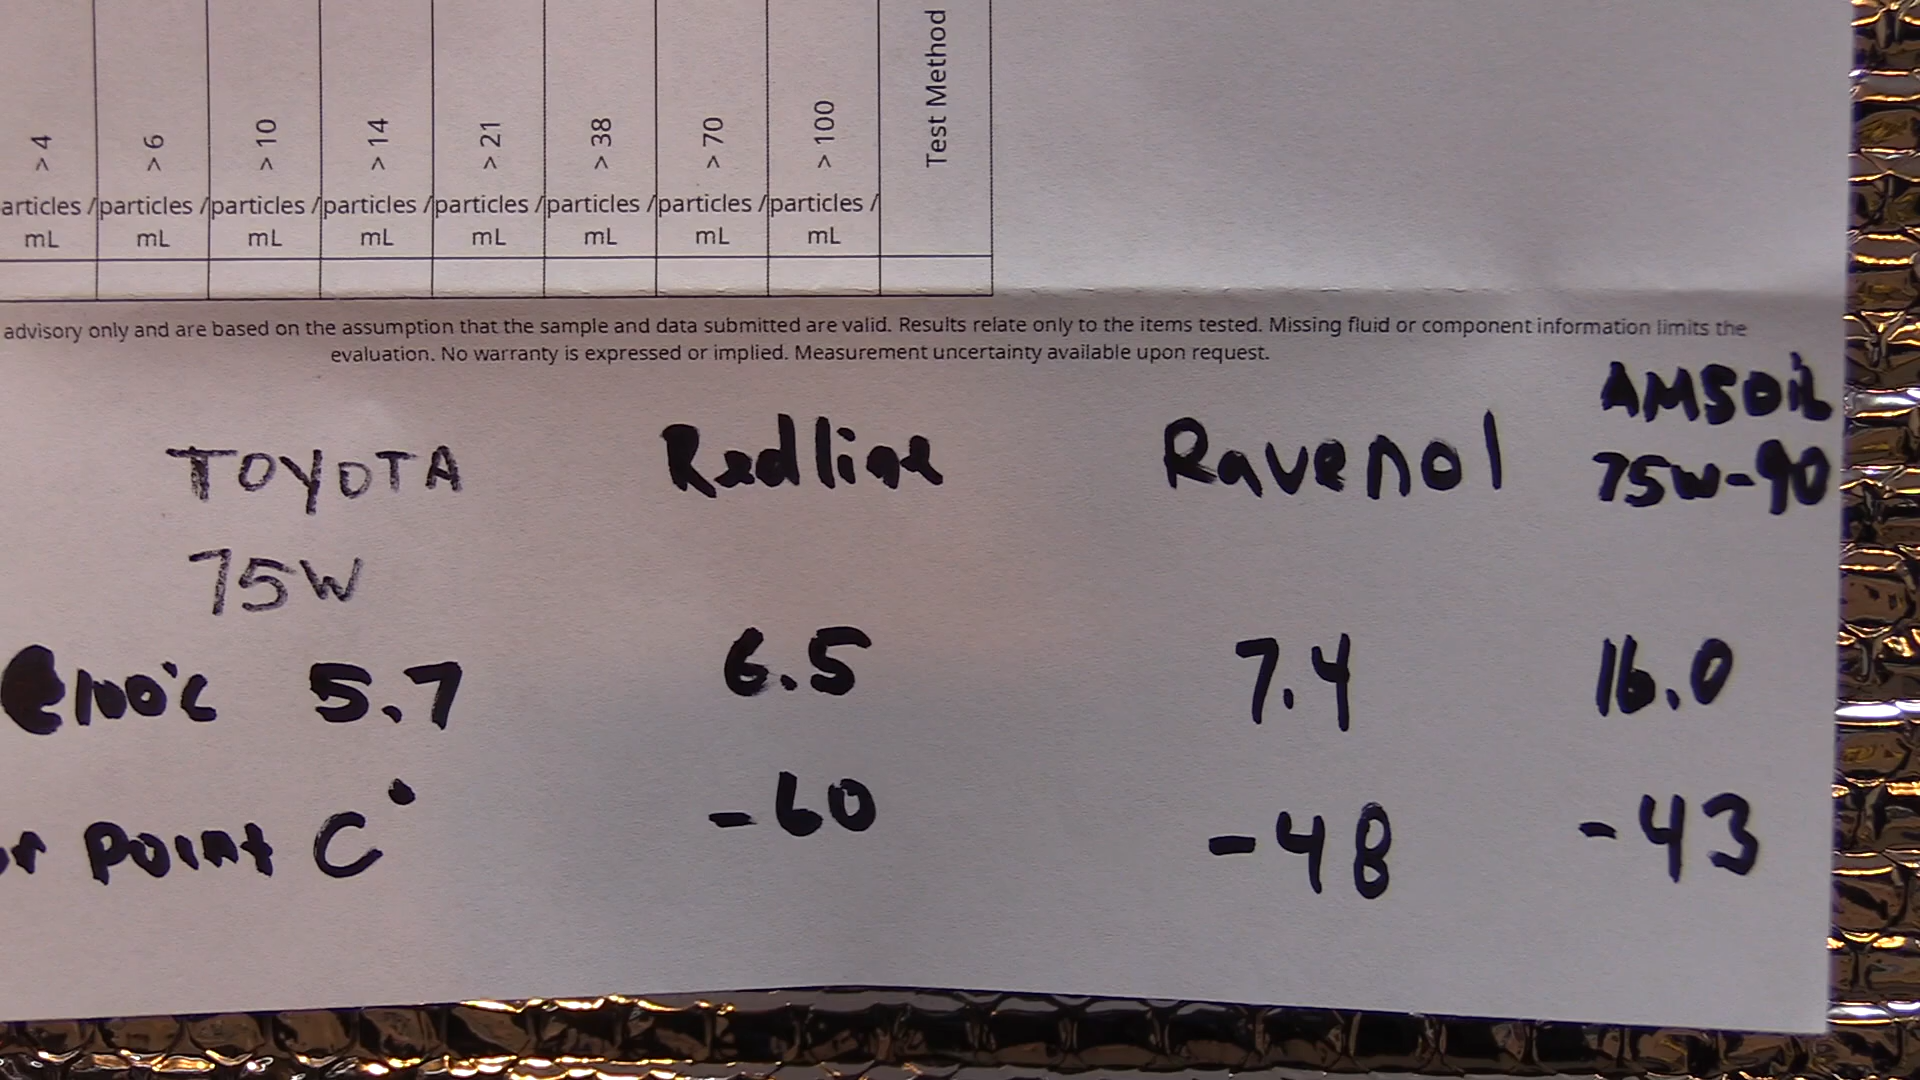 > 4 > 6 > 10 > 14 > 21 > 38 > 70 > 100 Test Method
articles / particles / particles / particles / particles / particles / particles / particles /
mL mL mL mL mL mL mL mL
advisory only and are based on the assumption that the sample and data submitted are valid. Results relate only to the items tested. Missing fluid or component information limits the
evaluation. No warranty is expressed or implied. Measurement uncertainty available upon request.
TOYOTA Redline Ravenol AMSOIL
75W 75W-90
@100°C 5.7 6.5 7.4 16.0
Point C° -60 -48 -43